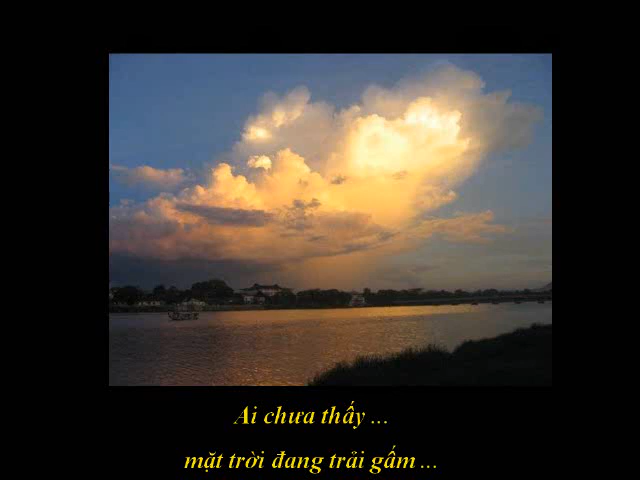 Ai chưa thấy ...
mặt trời đang trải gấm ...